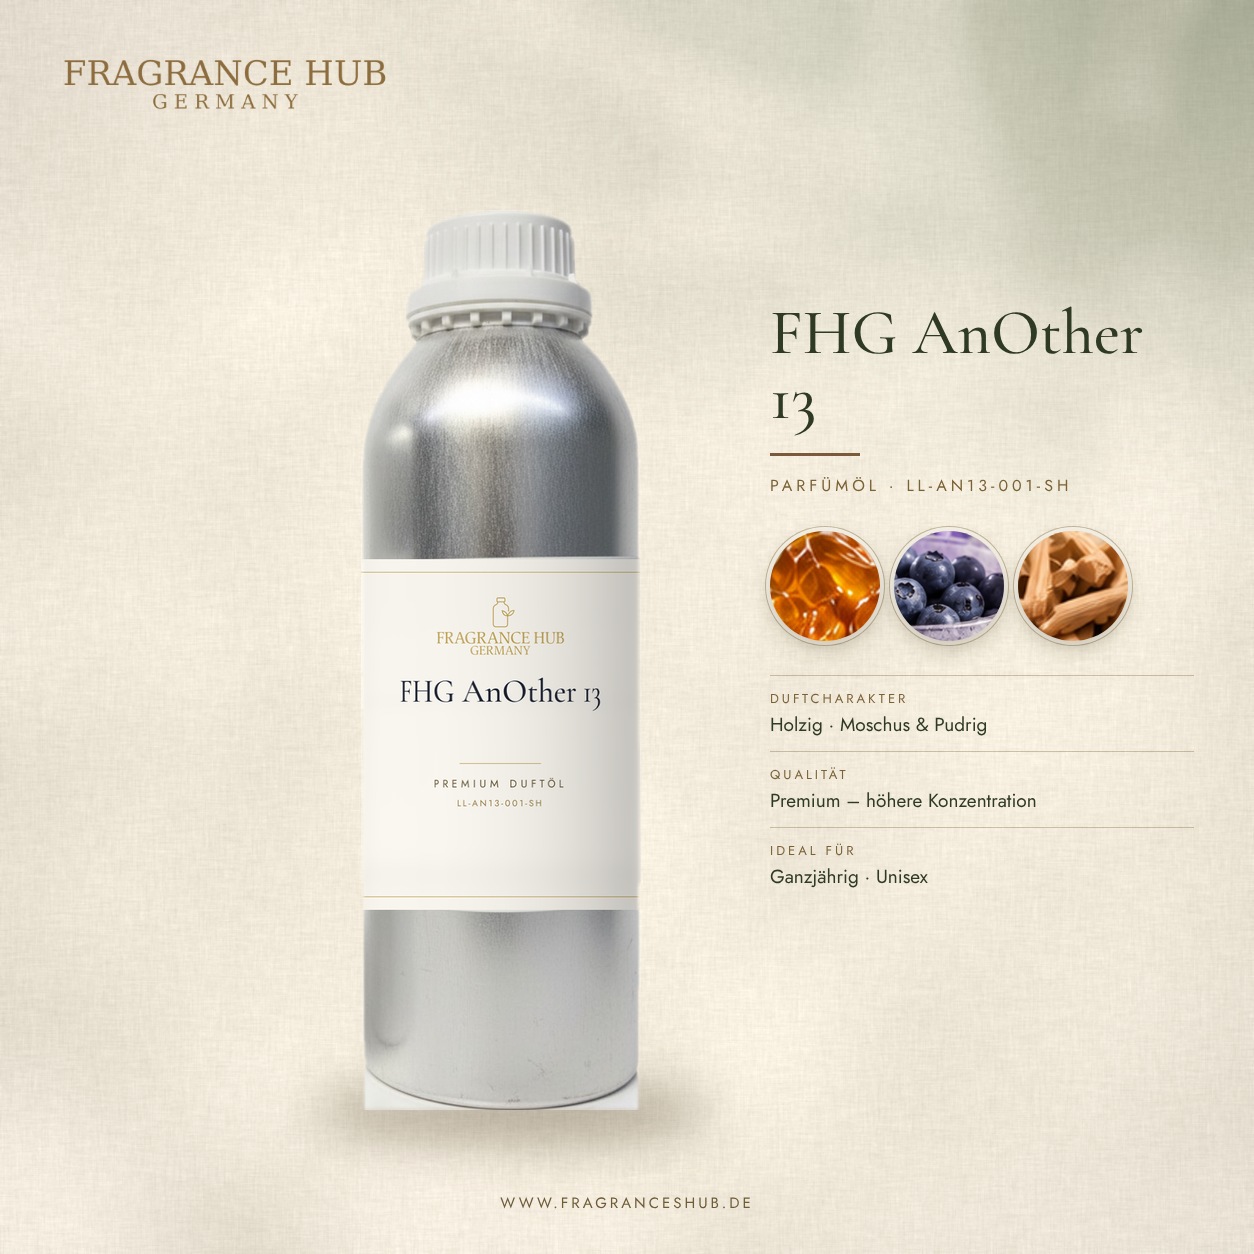 FRAGRANCE HUB
GERMANY
FHG AnOther
13
PARFÜMÖL · LL-AN13-001-SH
FRAGRANCE HUB
GERMANY
FHG AnOther 13
PREMIUM DUFTÖL
LL-AN13-001-SH
DUFTCHARAKTER
Holzig · Moschus & Pudrig
QUALITÄT
Premium – höhere Konzentration
IDEAL FÜR
Ganzjährig · Unisex
WWW.FRAGRANCESHUB.DE